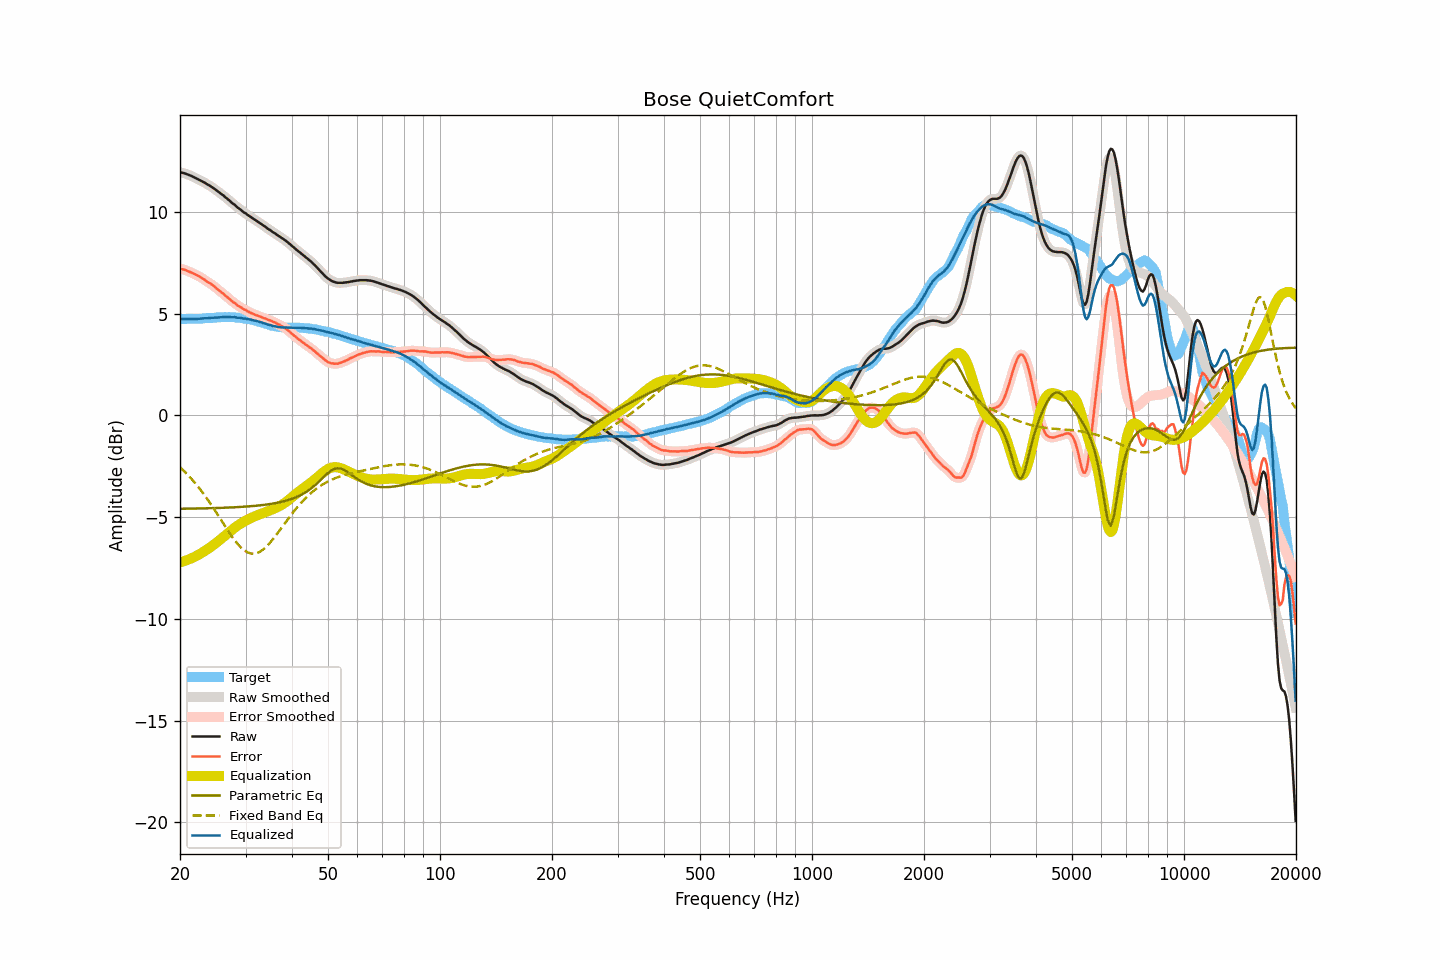 Bose QuietComfort
10
5
0
−5
−10
−15
−20
Amplitude (dBr)
Target
Raw Smoothed
Error Smoothed
Raw
Error
Equalization
Parametric Eq
Fixed Band Eq
Equalized
20 50 100 200 500 1000 2000 5000 10000 20000
Frequency (Hz)